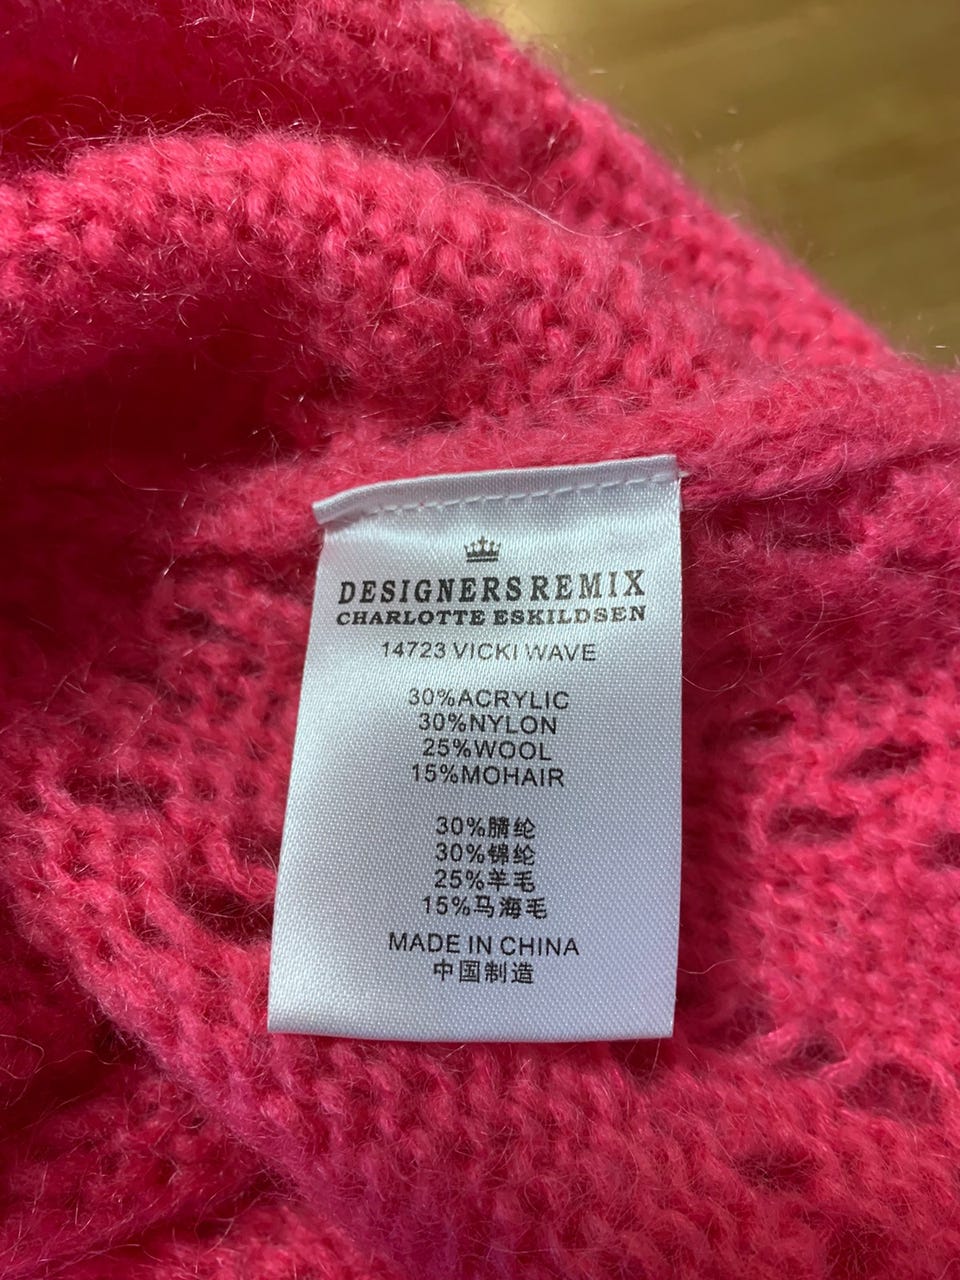 DESIGNERSREMIX
CHARLOTTE ESKILDSEN
14723 VICKI WAVE
30%ACRYLIC
30%NYLON
25%WOOL
15%MOHAIR
30%腈纶
30%锦纶
25%羊毛
15%马海毛
MADE IN CHINA
中国制造